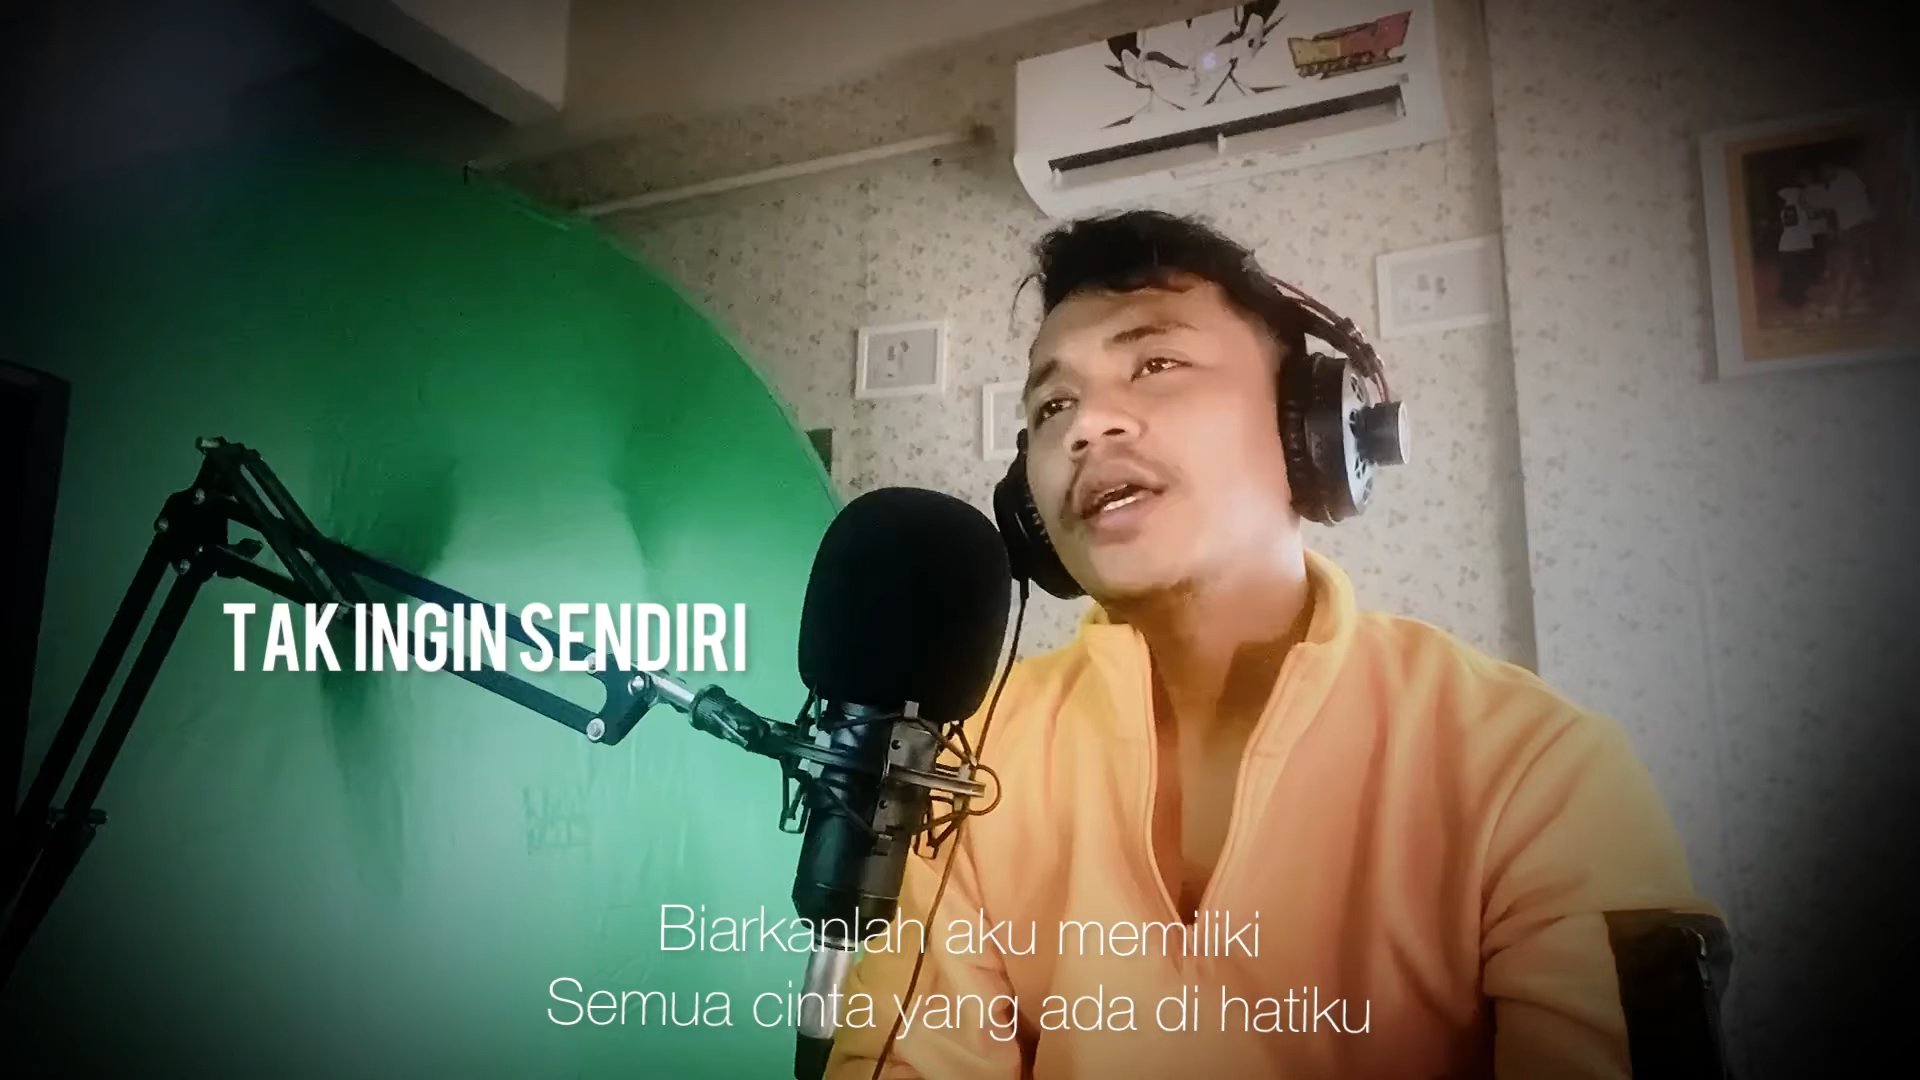 TAK INGIN SENDIRI
Biarkanlah aku memiliki
Semua cinta yang ada di hatiku